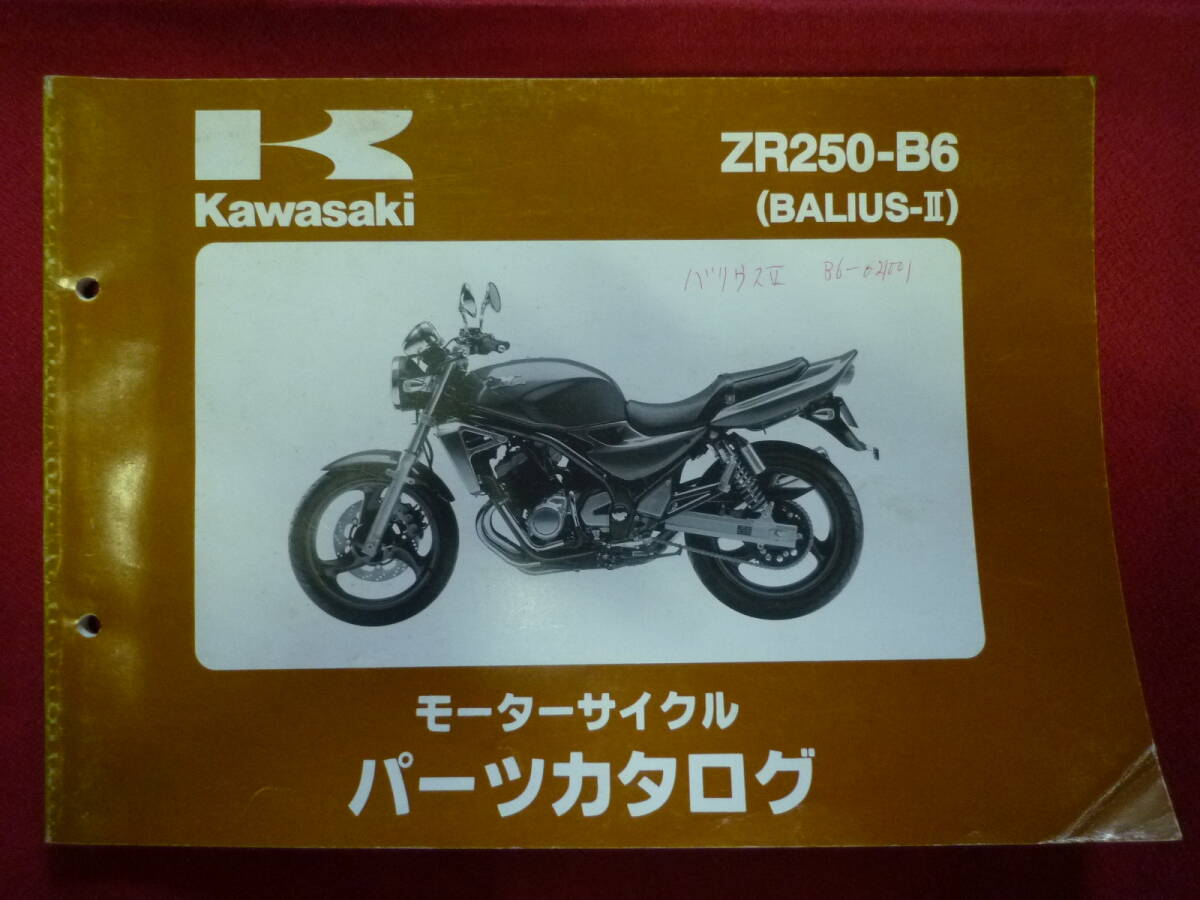 Kawasaki
ZR250-B6
(BALIUS-Ⅱ)
バリウスⅡ B6-024001
モーターサイクル
パーツカタログ